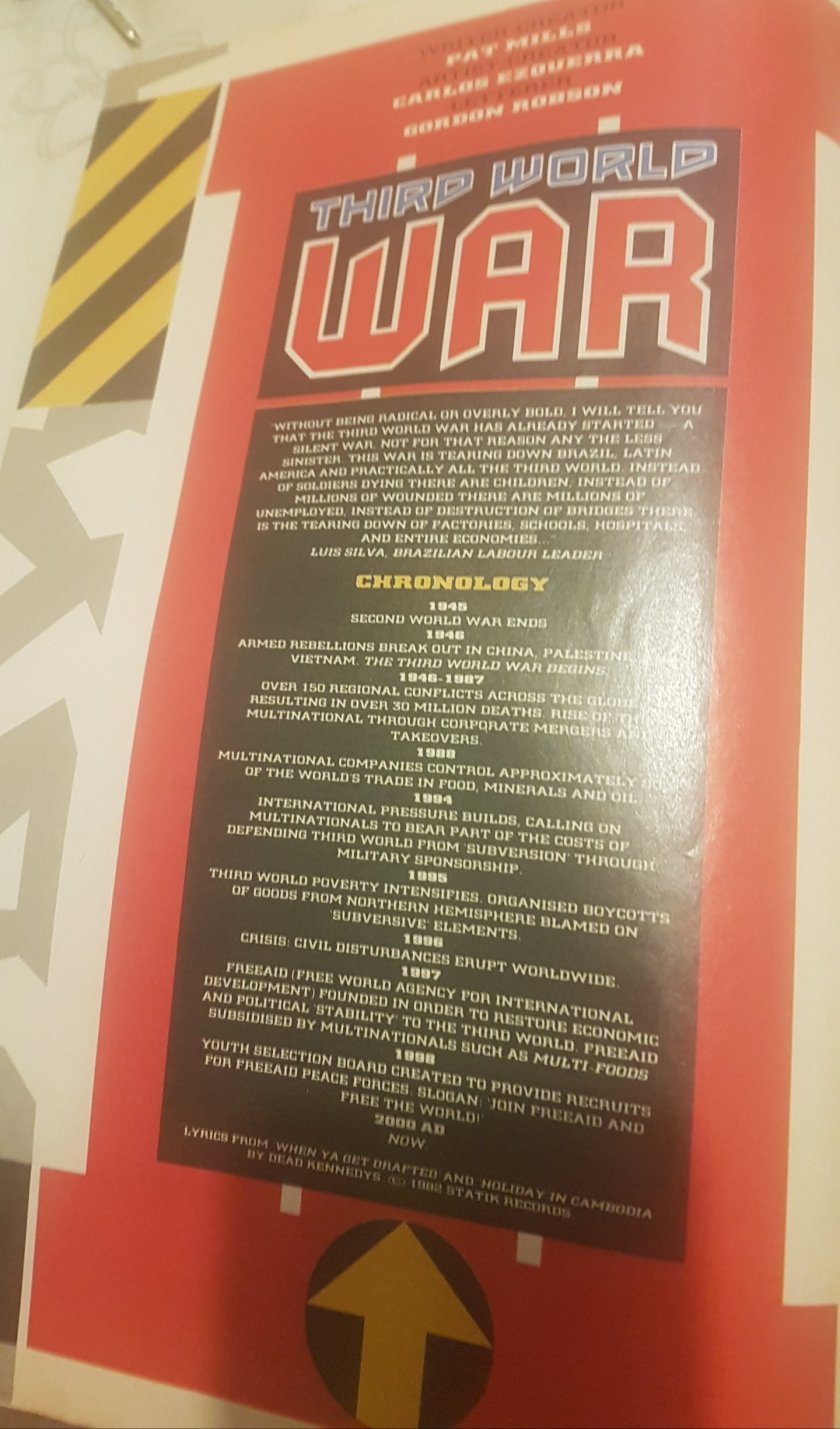 WRITER CREATOR
PAT MILLS
ARTIST CREATOR
CARLOS EZQUERRA
LETTERER
GORDON ROBSON
THIRD WORLD
WAR
"WITHOUT BEING RADICAL OR OVERLY BOLD, I WILL TELL YOU
THAT THE THIRD WORLD WAR HAS ALREADY STARTED — A
SILENT WAR, NOT FOR THAT REASON ANY THE LESS
SINISTER. THIS WAR IS TEARING DOWN BRAZIL, LATIN
AMERICA AND PRACTICALLY ALL THE THIRD WORLD. INSTEAD
OF SOLDIERS DYING THERE ARE CHILDREN, INSTEAD OF
MILLIONS OF WOUNDED THERE ARE MILLIONS OF
UNEMPLOYED, INSTEAD OF DESTRUCTION OF BRIDGES THERE
IS THE TEARING DOWN OF FACTORIES, SCHOOLS, HOSPITALS,
AND ENTIRE ECONOMIES..."
LUIS SILVA, BRAZILIAN LABOUR LEADER
CHRONOLOGY
1945
SECOND WORLD WAR ENDS
1946
ARMED REBELLIONS BREAK OUT IN CHINA, PALESTINE
VIETNAM. THE THIRD WORLD WAR BEGINS.
1946-1987
OVER 150 REGIONAL CONFLICTS ACROSS THE GLOBE
RESULTING IN OVER 30 MILLION DEATHS. RISE OF THE
MULTINATIONAL THROUGH CORPORATE MERGERS AND
TAKEOVERS.
1988
MULTINATIONAL COMPANIES CONTROL APPROXIMATELY
OF THE WORLD'S TRADE IN FOOD, MINERALS AND OIL.
1994
INTERNATIONAL PRESSURE BUILDS, CALLING ON
MULTINATIONALS TO BEAR PART OF THE COSTS OF
DEFENDING THIRD WORLD FROM 'SUBVERSION' THROUGH
MILITARY SPONSORSHIP.
1995
THIRD WORLD POVERTY INTENSIFIES. ORGANISED BOYCOTTS
OF GOODS FROM NORTHERN HEMISPHERE BLAMED ON
'SUBVERSIVE' ELEMENTS.
1996
CRISIS: CIVIL DISTURBANCES ERUPT WORLDWIDE.
1997
FREEAID (FREE WORLD AGENCY FOR INTERNATIONAL
DEVELOPMENT) FOUNDED IN ORDER TO RESTORE ECONOMIC
AND POLITICAL 'STABILITY' TO THE THIRD WORLD. FREEAID
SUBSIDISED BY MULTINATIONALS SUCH AS MULTI-FOODS
1998
YOUTH SELECTION BOARD CREATED TO PROVIDE RECRUITS
FOR FREEAID PEACE FORCES. SLOGAN: 'JOIN FREEAID AND
FREE THE WORLD!'
2000 AD
NOW.
LYRICS FROM 'WHEN YA GET DRAFTED' AND 'HOLIDAY IN CAMBODIA'
BY DEAD KENNEDYS © 1982 STATIK RECORDS